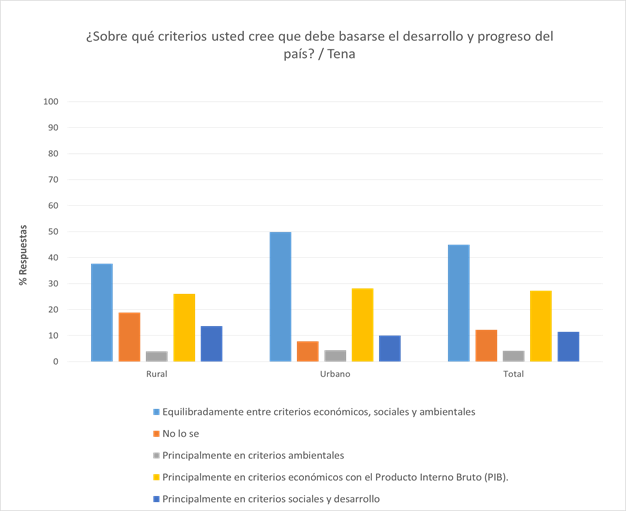 ¿Sobre qué criterios usted cree que debe basarse el desarrollo y progreso del
país? / Tena
100
90
80
70
60
50
40
30
20
10
0
% Respuestas
Rural
Urbano
Total
Equilibradamente entre criterios económicos, sociales y ambientales
No lo se
Principalmente en criterios ambientales
Principalmente en criterios económicos con el Producto Interno Bruto (PIB).
Principalmente en criterios sociales y desarrollo